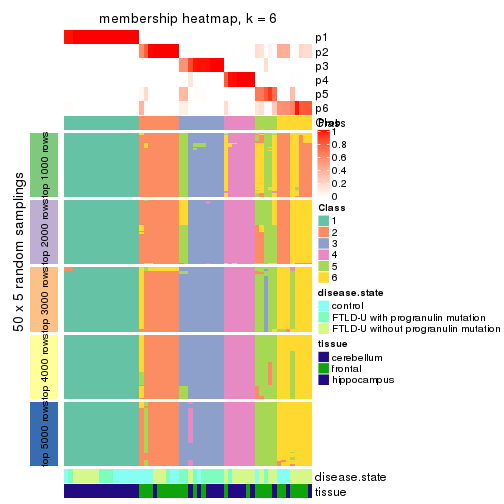 membership heatmap, k = 6
p1
p2
p3
p4
p5
p6
Class
Prob
1
0.8
0.6
0.4
0.2
0
Class
1
2
3
4
5
6
disease.state
control
FTLD-U with progranulin mutation
FTLD-U without progranulin mutation
tissue
cerebellum
frontal
hippocampus
50 x 5 random samplings
top 1000 rows
top 2000 rows
top 3000 rows
top 4000 rows
top 5000 rows
disease.state
tissue